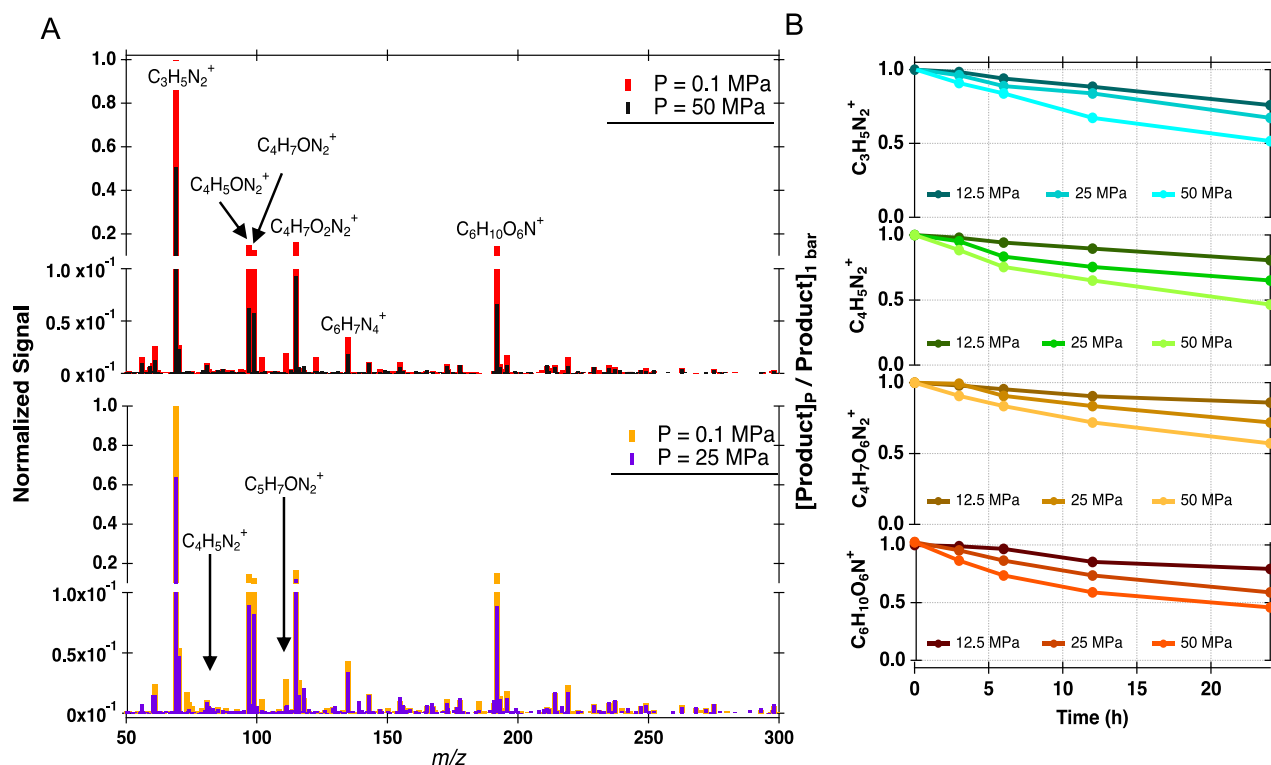 A
B
Normalized Signal
1.0
0.8
0.6
0.4
0.2
1.0 x10⁻¹
0.5
0 x10⁻¹
C₃H₅N₂⁺
P = 0.1 MPa
P = 50 MPa
C₄H₇ON₂⁺
C₄H₅ON₂⁺
C₄H₇O₂N₂⁺
C₆H₁₀O₆N⁺
C₆H₇N₄⁺
1.0
0.8
0.6
0.4
0.2
1.0x10⁻¹
0.5
0x10⁻¹
P = 0.1 MPa
P = 25 MPa
C₅H₇ON₂⁺
C₄H₅N₂⁺
50
100
150
200
250
300
m/z
[Product]P / [Product]1 bar
C₃H₅N₂⁺
1.0
0.5
0.0
12.5 MPa
25 MPa
50 MPa
C₄H₅N₂⁺
1.0
0.5
0.0
12.5 MPa
25 MPa
50 MPa
C₄H₇O₆N₂⁺
1.0
0.5
0.0
12.5 MPa
25 MPa
50 MPa
C₆H₁₀O₆N⁺
1.0
0.5
0.0
12.5 MPa
25 MPa
50 MPa
0
5
10
15
20
Time (h)